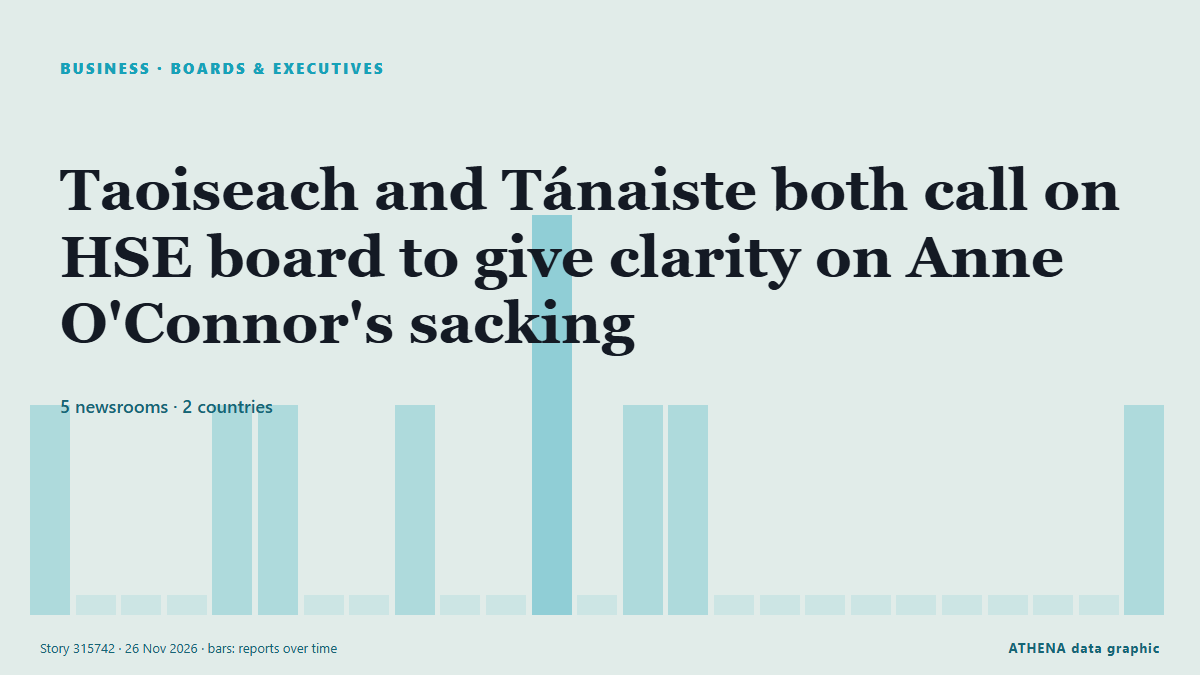 BUSINESS · BOARDS & EXECUTIVES
Taoiseach and Tánaiste both call on
HSE board to give clarity on Anne
O'Connor's sacking
5 newsrooms · 2 countries
Story 315742 · 26 Nov 2026 · bars: reports over time
ATHENA data graphic